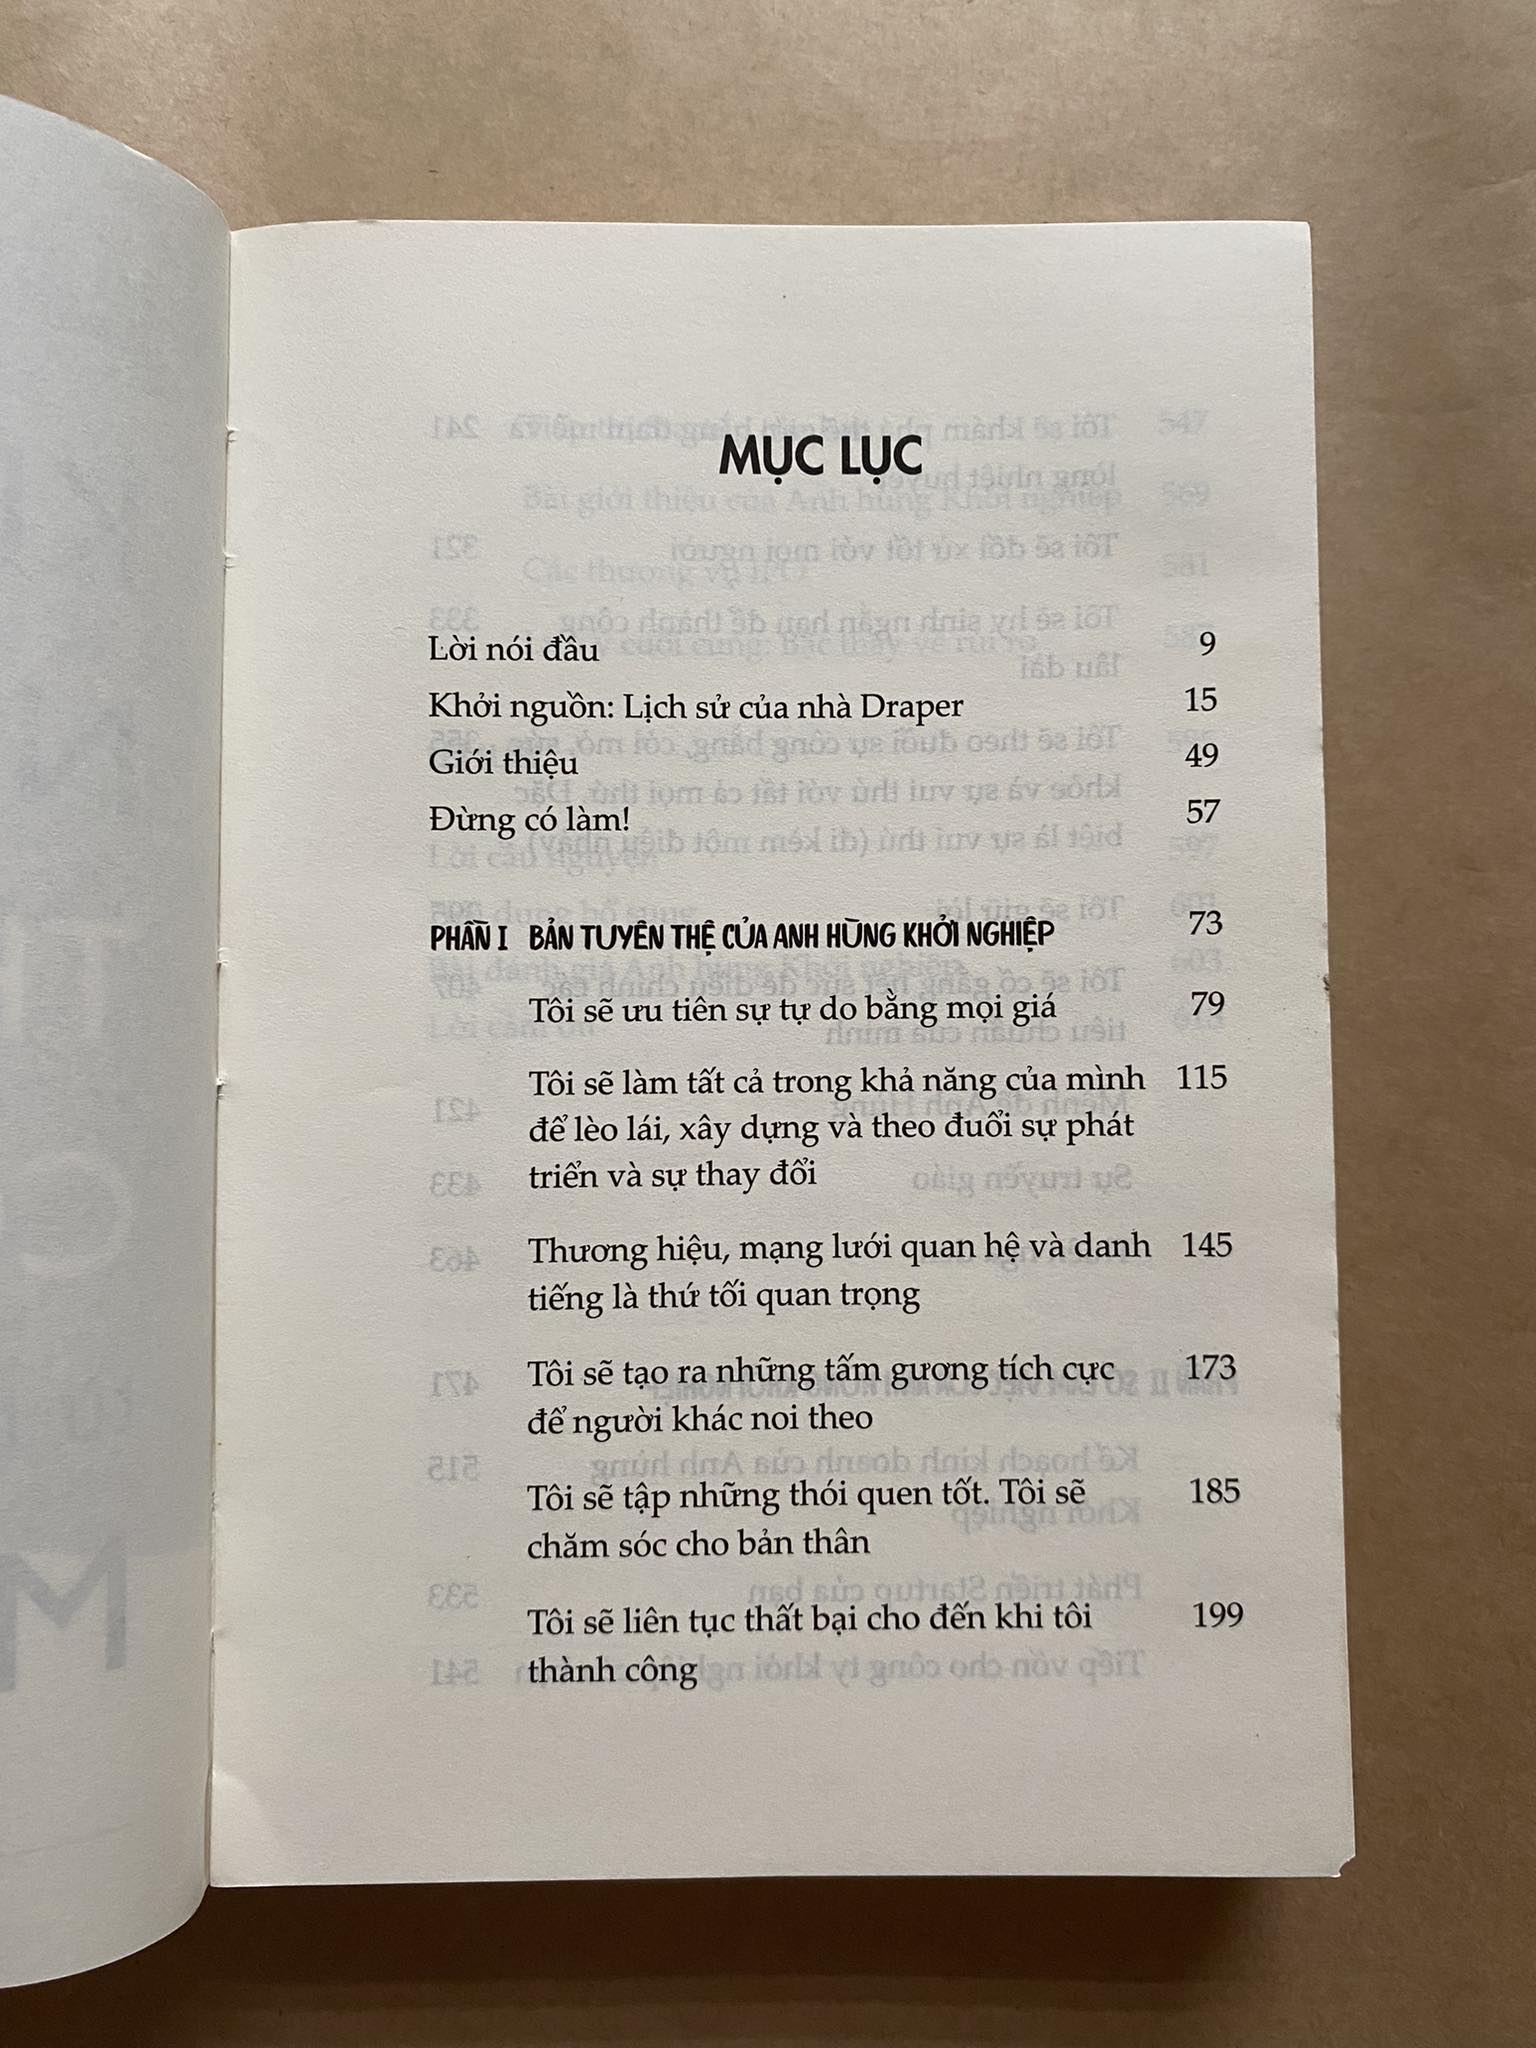 MỤC LỤC
Lời nói đầu 9
Khởi nguồn: Lịch sử của nhà Draper 15
Giới thiệu 49
Đừng có làm! 57
PHẦN I BẢN TUYÊN THỆ CỦA ANH HÙNG KHỞI NGHIỆP 73
Tôi sẽ ưu tiên sự tự do bằng mọi giá 79
Tôi sẽ làm tất cả trong khả năng của mình 115
để lèo lái, xây dựng và theo đuổi sự phát
triển và sự thay đổi
Thương hiệu, mạng lưới quan hệ và danh 145
tiếng là thứ tối quan trọng
Tôi sẽ tạo ra những tấm gương tích cực 173
để người khác noi theo
Tôi sẽ tập những thói quen tốt. Tôi sẽ 185
chăm sóc cho bản thân
Tôi sẽ liên tục thất bại cho đến khi tôi 199
thành công